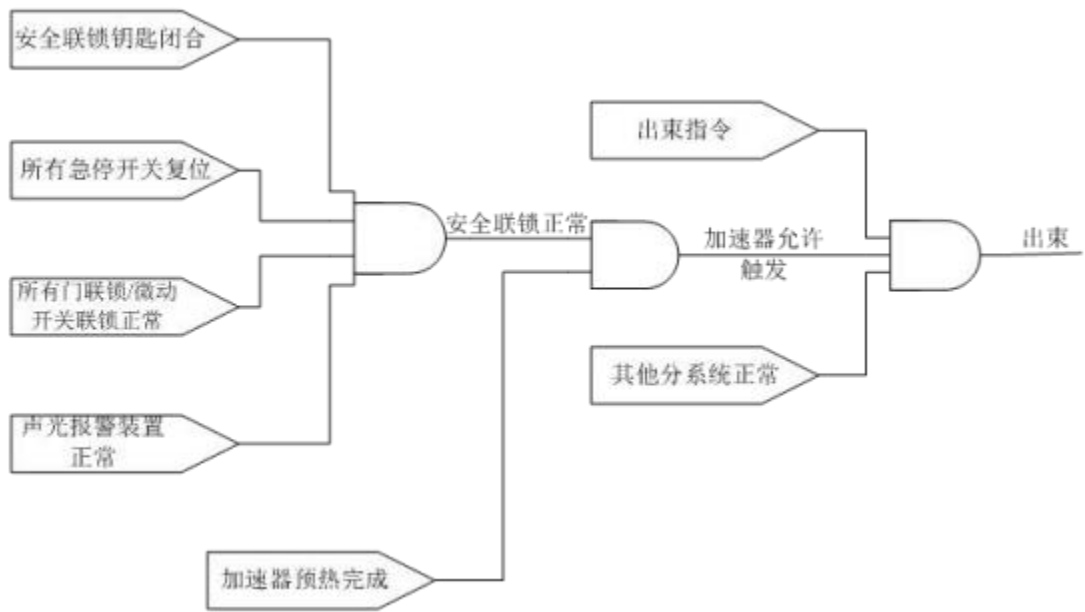 安全联锁钥匙闭合
所有急停开关复位
所有门联锁/微动
开关联锁正常
声光报警装置
正常
加速器预热完成
安全联锁正常
出束指令
加速器允许
触发
其他分系统正常
出束